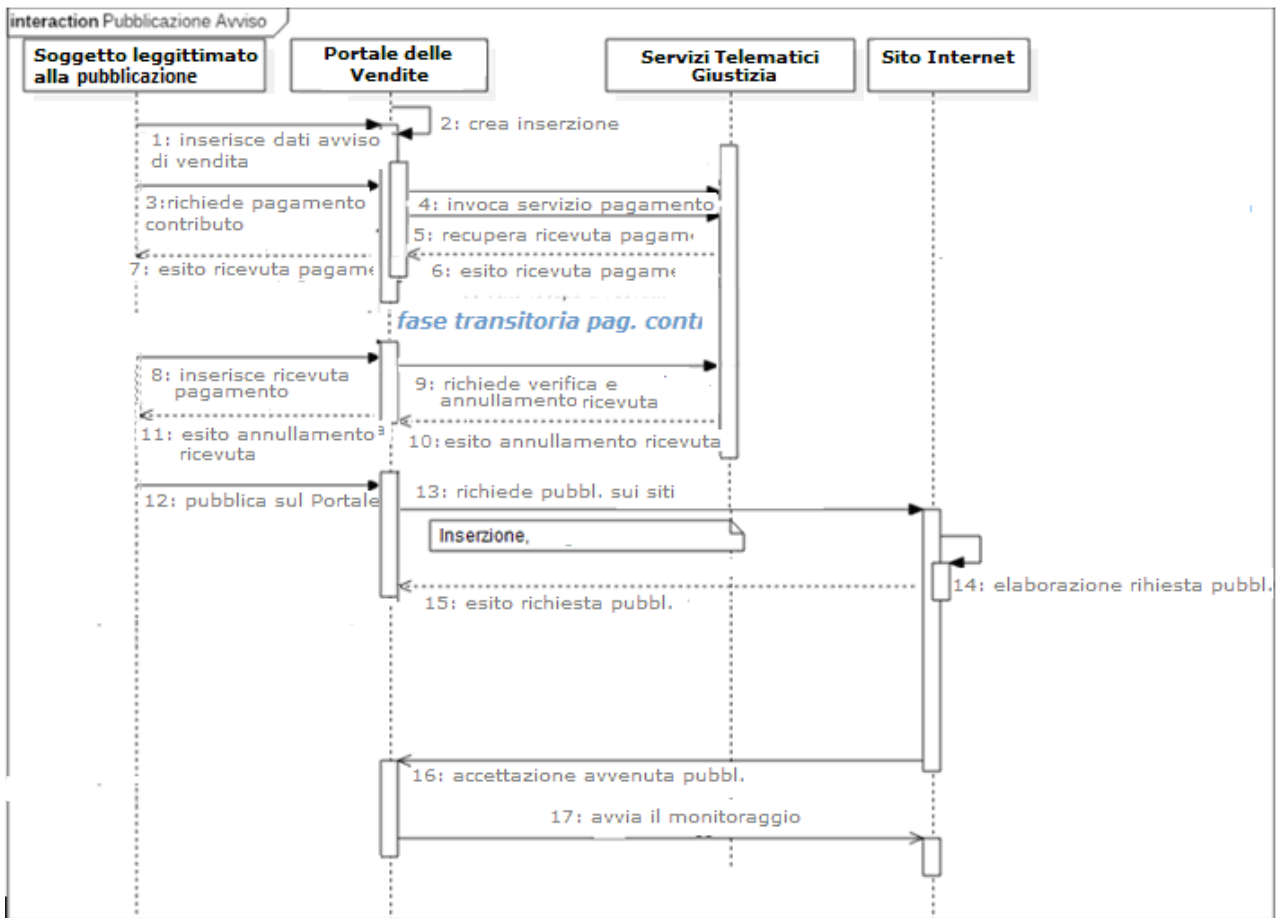 interaction Pubblicazione Avviso
Soggetto leggittimato
alla pubblicazione
Portale delle
Vendite
Servizi Telematici
Giustizia
Sito Internet
2: crea inserzione
1: inserisce dati avviso
di vendita
3:richiede pagamento
contributo
4: invoca servizio pagamento
5: recupera ricevuta pagam
6: esito ricevuta pagame
7: esito ricevuta pagame
fase transitoria pag. conti
8: inserisce ricevuta
pagamento
9: richiede verifica e
annullamento ricevuta
11: esito annullamento
ricevuta
10: esito annullamento ricevuta
12: pubblica sul Portale
13: richiede pubbl. sui siti
Inserzione,
14: elaborazione rihiesta pubbl.
15: esito richiesta pubbl.
16: accettazione avvenuta pubbl.
17: avvia il monitoraggio